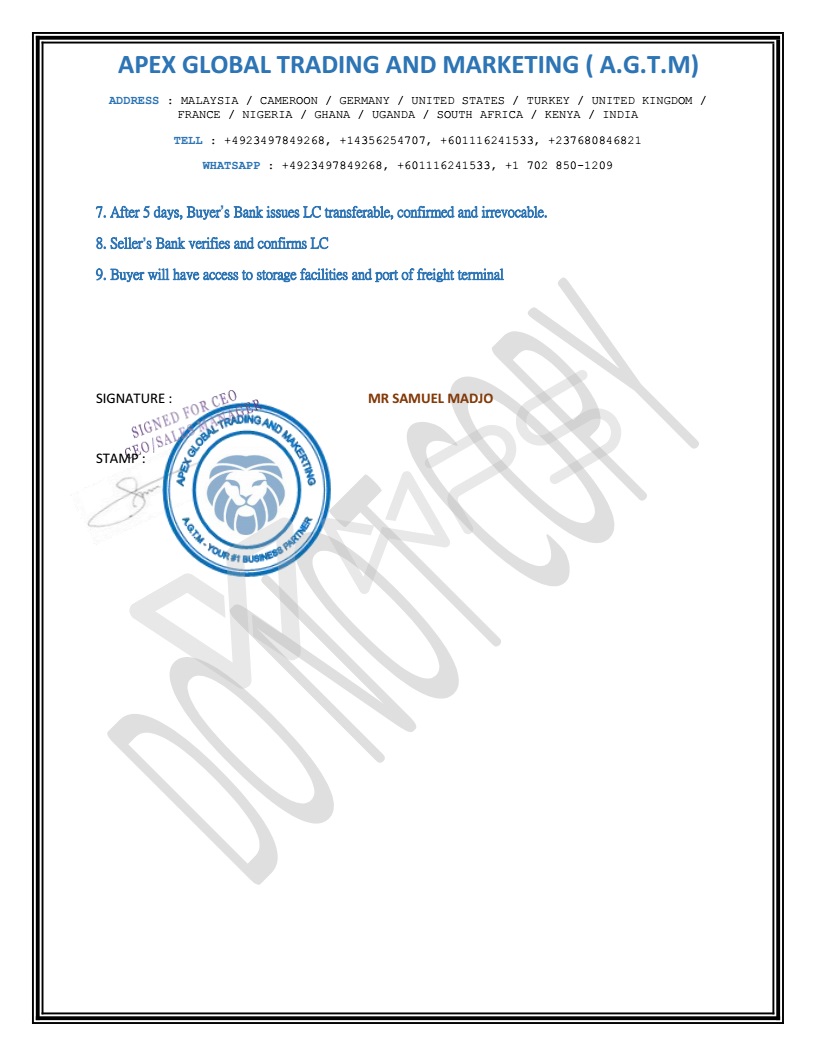 APEX GLOBAL TRADING AND MARKETING ( A.G.T.M)
ADDRESS : MALAYSIA / CAMEROON / GERMANY / UNITED STATES / TURKEY / UNITED KINGDOM /
FRANCE / NIGERIA / GHANA / UGANDA / SOUTH AFRICA / KENYA / INDIA
TELL : +4923497849268, +14356254707, +601116241533, +237680846821
WHATSAPP : +4923497849268, +601116241533, +1 702 850-1209
7. After 5 days, Buyer's Bank issues LC transferable, confirmed and irrevocable.
8. Seller's Bank verifies and confirms LC
9. Buyer will have access to storage facilities and port of freight terminal
SIGNATURE :
MR SAMUEL MADJO
SIGNED FOR CEO
CEO/SALES MANAGER
STAMP :
APEX GLOBAL TRADING AND MAKERTING
A.G.T.M - YOUR #1 BUSINESS PARTNER
DO NOT COPY